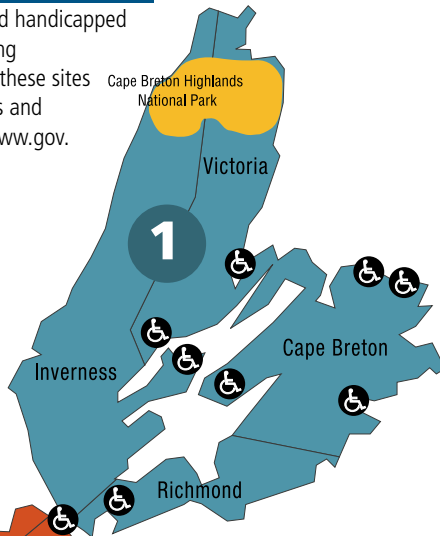 d handicapped
ng
these sites
s and
ww.gov.
Cape Breton Highlands
National Park
Victoria
1
Cape Breton
Inverness
Richmond